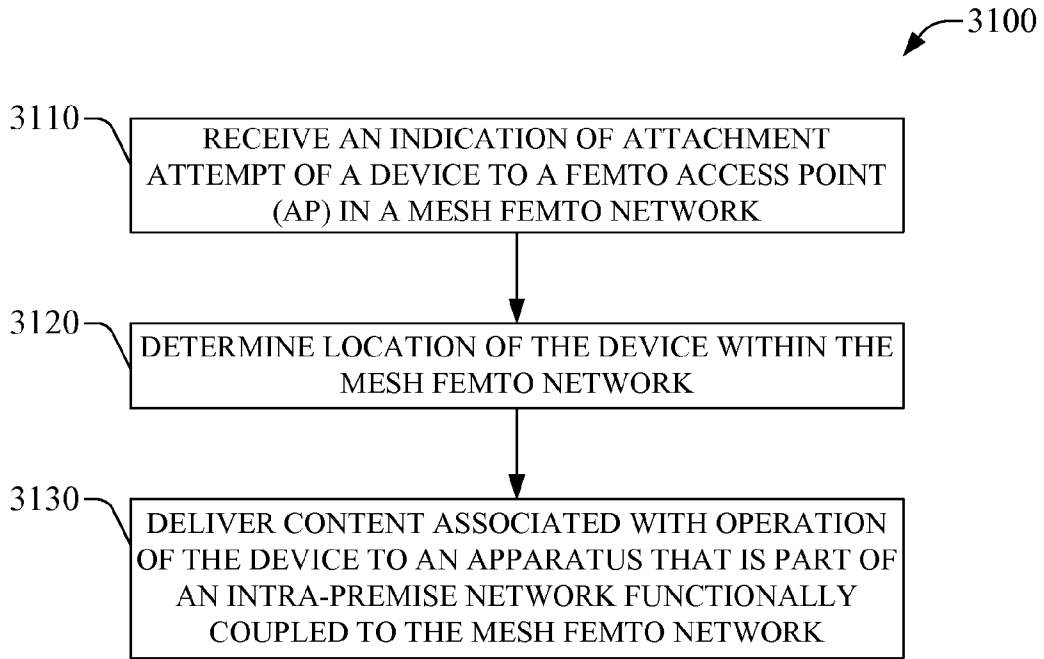 3100
3110
RECEIVE AN INDICATION OF ATTACHMENT
ATTEMPT OF A DEVICE TO A FEMTO ACCESS POINT
(AP) IN A MESH FEMTO NETWORK
3120
DETERMINE LOCATION OF THE DEVICE WITHIN THE
MESH FEMTO NETWORK
3130
DELIVER CONTENT ASSOCIATED WITH OPERATION
OF THE DEVICE TO AN APPARATUS THAT IS PART OF
AN INTRA-PREMISE NETWORK FUNCTIONALLY
COUPLED TO THE MESH FEMTO NETWORK